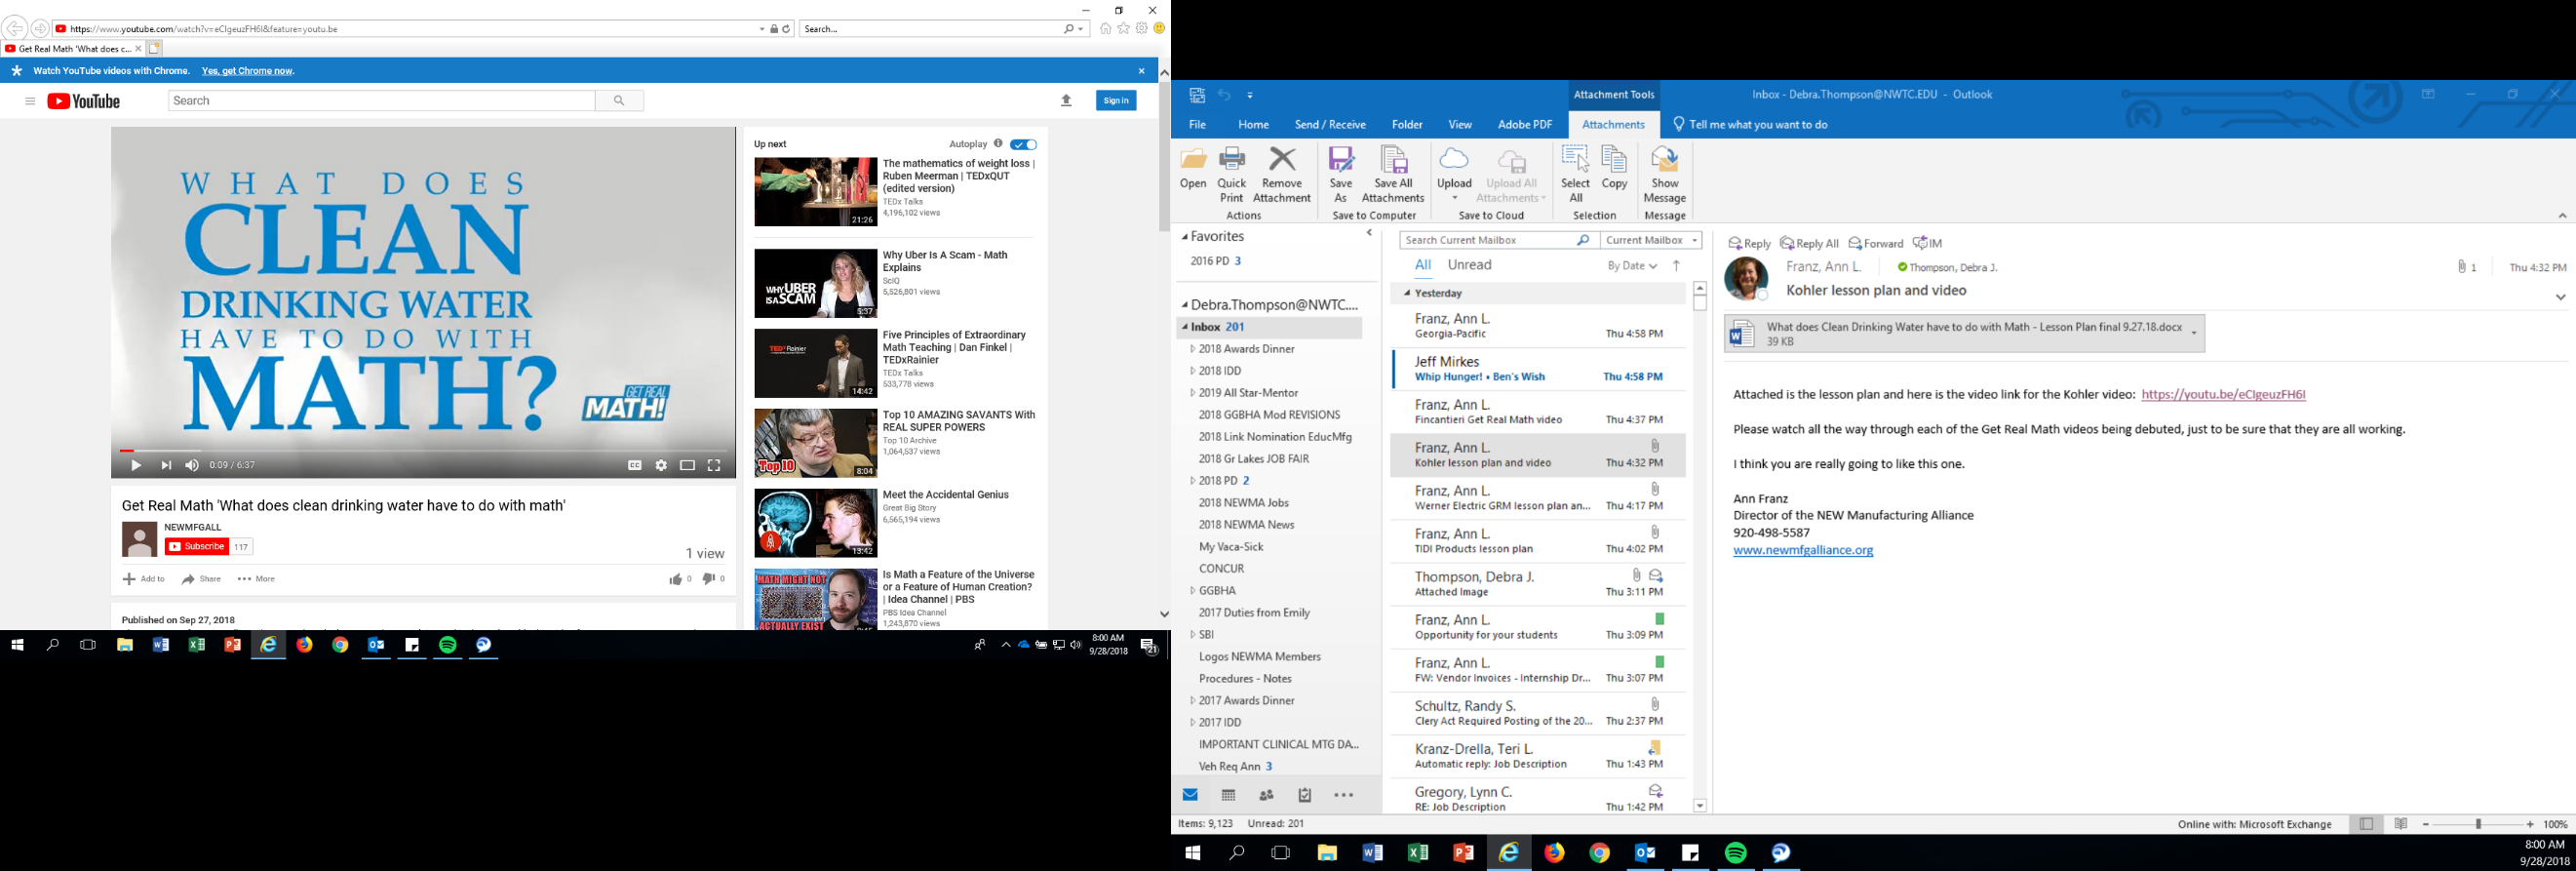 https://www.youtube.com/watch?v=eCIgeuzFH6I&feature=youtu.be
Search...
Get Real Math 'What does c...
Watch YouTube videos with Chrome. Yes, get Chrome now.
YouTube
Search
Sign in
WHAT DOES
CLEAN
DRINKING WATER
HAVE TO DO WITH
MATH?
GET REAL
MATH!
0:09 / 6:37
CC
Get Real Math 'What does clean drinking water have to do with math'
NEWMFGALL
Subscribe 117
1 view
Add to Share More
0 0
Published on Sep 27, 2018
Up next
Autoplay
The mathematics of weight loss |
Ruben Meerman | TEDxQUT
(edited version)
TEDx Talks
4,196,102 views
21:26
Why Uber Is A Scam - Math
Explains
SciQ
5,526,801 views
WHY UBER
IS A SCAM
5:37
Five Principles of Extraordinary
Math Teaching | Dan Finkel |
TEDxRainier
TEDx Talks
533,778 views
TEDx Rainier
14:42
Top 10 AMAZING SAVANTS With
REAL SUPER POWERS
Top 10 Archive
1,064,537 views
Top 10
8:04
Meet the Accidental Genius
Great Big Story
6,565,194 views
13:42
Is Math a Feature of the Universe
or a Feature of Human Creation?
| Idea Channel | PBS
PBS Idea Channel
1,243,870 views
MATH MIGHT NOT
ACTUALLY EXIST
8:00 AM
9/28/2018
21
Attachment Tools
Inbox - Debra.Thompson@NWTC.EDU - Outlook
File Home Send / Receive Folder View Adobe PDF Attachments Tell me what you want to do
Open
Quick
Print
Remove
Attachment
Save
As
Save All
Attachments
Upload
Upload All
Attachments
Select
All
Copy
Show
Message
Actions Save to Computer Save to Cloud Selection Message
Favorites
2016 PD 3
Debra.Thompson@NWTC....
Inbox 201
2018 Awards Dinner
2018 IDD
2019 All Star-Mentor
2018 GGBHA Mod REVISIONS
2018 Link Nomination EducMfg
2018 Gr Lakes JOB FAIR
2018 PD 2
2018 NEWMA Jobs
2018 NEWMA News
My Vaca-Sick
CONCUR
GGBHA
2017 Duties from Emily
SBI
Logos NEWMA Members
Procedures - Notes
2017 Awards Dinner
2017 IDD
IMPORTANT CLINICAL MTG DA...
Veh Req Ann 3
Search Current Mailbox
Current Mailbox
All Unread
By Date
Yesterday
Franz, Ann L.
Georgia-Pacific Thu 4:58 PM
Jeff Mirkes
Whip Hunger! • Ben's Wish Thu 4:58 PM
Franz, Ann L.
Fincantieri Get Real Math video Thu 4:37 PM
Franz, Ann L.
Kohler lesson plan and video Thu 4:32 PM
Franz, Ann L.
Werner Electric GRM lesson plan an... Thu 4:17 PM
Franz, Ann L.
TIDI Products lesson plan Thu 4:02 PM
Thompson, Debra J.
Attached Image Thu 3:11 PM
Franz, Ann L.
Opportunity for your students Thu 3:09 PM
Franz, Ann L.
FW: Vendor Invoices - Internship Dr... Thu 3:07 PM
Schultz, Randy S.
Clery Act Required Posting of the 20... Thu 2:37 PM
Kranz-Drella, Teri L.
Automatic reply: Job Description Thu 1:43 PM
Gregory, Lynn C.
RE: Job Description Thu 1:42 PM
Reply Reply All Forward IM
Franz, Ann L. Thompson, Debra J.
1 Thu 4:32 PM
Kohler lesson plan and video
What does Clean Drinking Water have to do with Math - Lesson Plan final 9.27.18.docx
39 KB
Attached is the lesson plan and here is the video link for the Kohler video: https://youtu.be/eCIgeuzFH6I
Please watch all the way through each of the Get Real Math videos being debuted, just to be sure that they are all working.
I think you are really going to like this one.
Ann Franz
Director of the NEW Manufacturing Alliance
920-498-5587
www.newmfgalliance.org
Items: 9,123 Unread: 201
Online with: Microsoft Exchange
100%
8:00 AM
9/28/2018